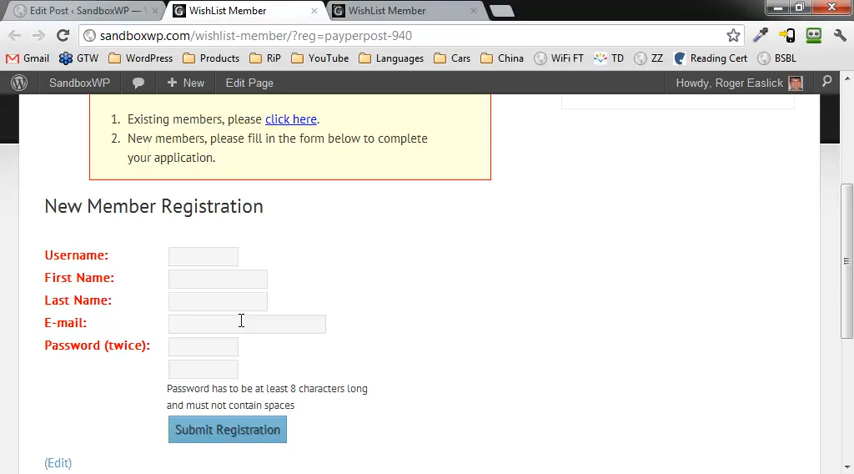 Edit Post ‹ SandboxWP — V
WishList Member
WishList Member
sandboxwp.com/wishlist-member/?reg=payperpost-940
Gmail GTW WordPress Products RiP YouTube Languages Cars China WiFi FT TD ZZ Reading Cert BSBL
SandboxWP + New Edit Page Howdy, Roger Easlick
1. Existing members, please click here.
2. New members, please fill in the form below to complete
your application.
New Member Registration
Username:
First Name:
Last Name:
E-mail:
Password (twice):
Password has to be at least 8 characters long
and must not contain spaces
Submit Registration
(Edit)